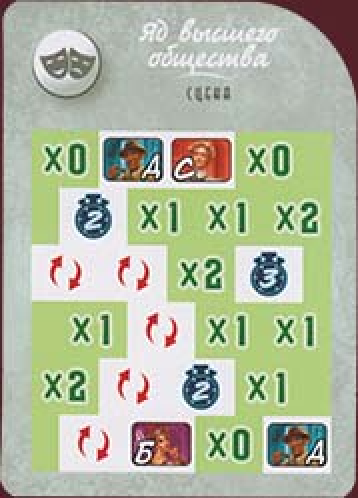 Яд высшего
общества
СЦЕНА
X0 А С X0
2 X1 X1 X2
X2 3
X1 X1 X1
X2 2 X1
Б X0 А